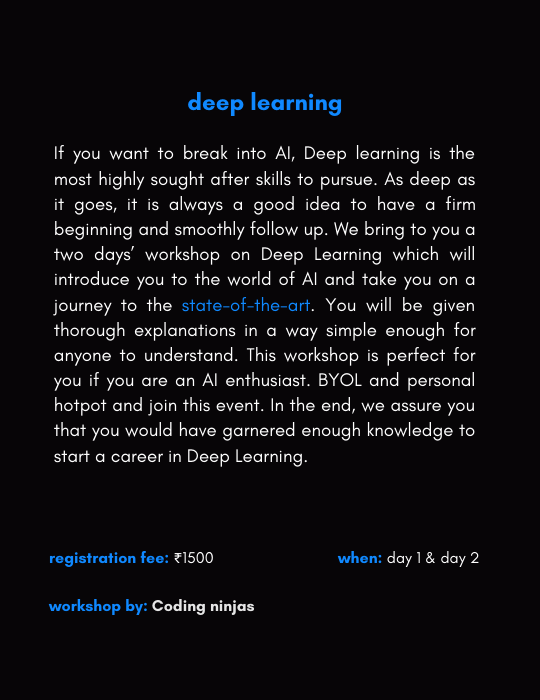 deep learning
If you want to break into AI, Deep learning is the
most highly sought after skills to pursue. As deep as
it goes, it is always a good idea to have a firm
beginning and smoothly follow up. We bring to you a
two days’ workshop on Deep Learning which will
introduce you to the world of AI and take you on a
journey to the state-of-the-art. You will be given
thorough explanations in a way simple enough for
anyone to understand. This workshop is perfect for
you if you are an AI enthusiast. BYOL and personal
hotpot and join this event. In the end, we assure you
that you would have garnered enough knowledge to
start a career in Deep Learning.
registration fee: ₹1500 when: day 1 & day 2
workshop by: Coding ninjas